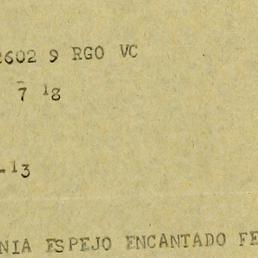 2602 9 RGO VC
7 18
-13
NIA ESPEJO ENCANTADO FE